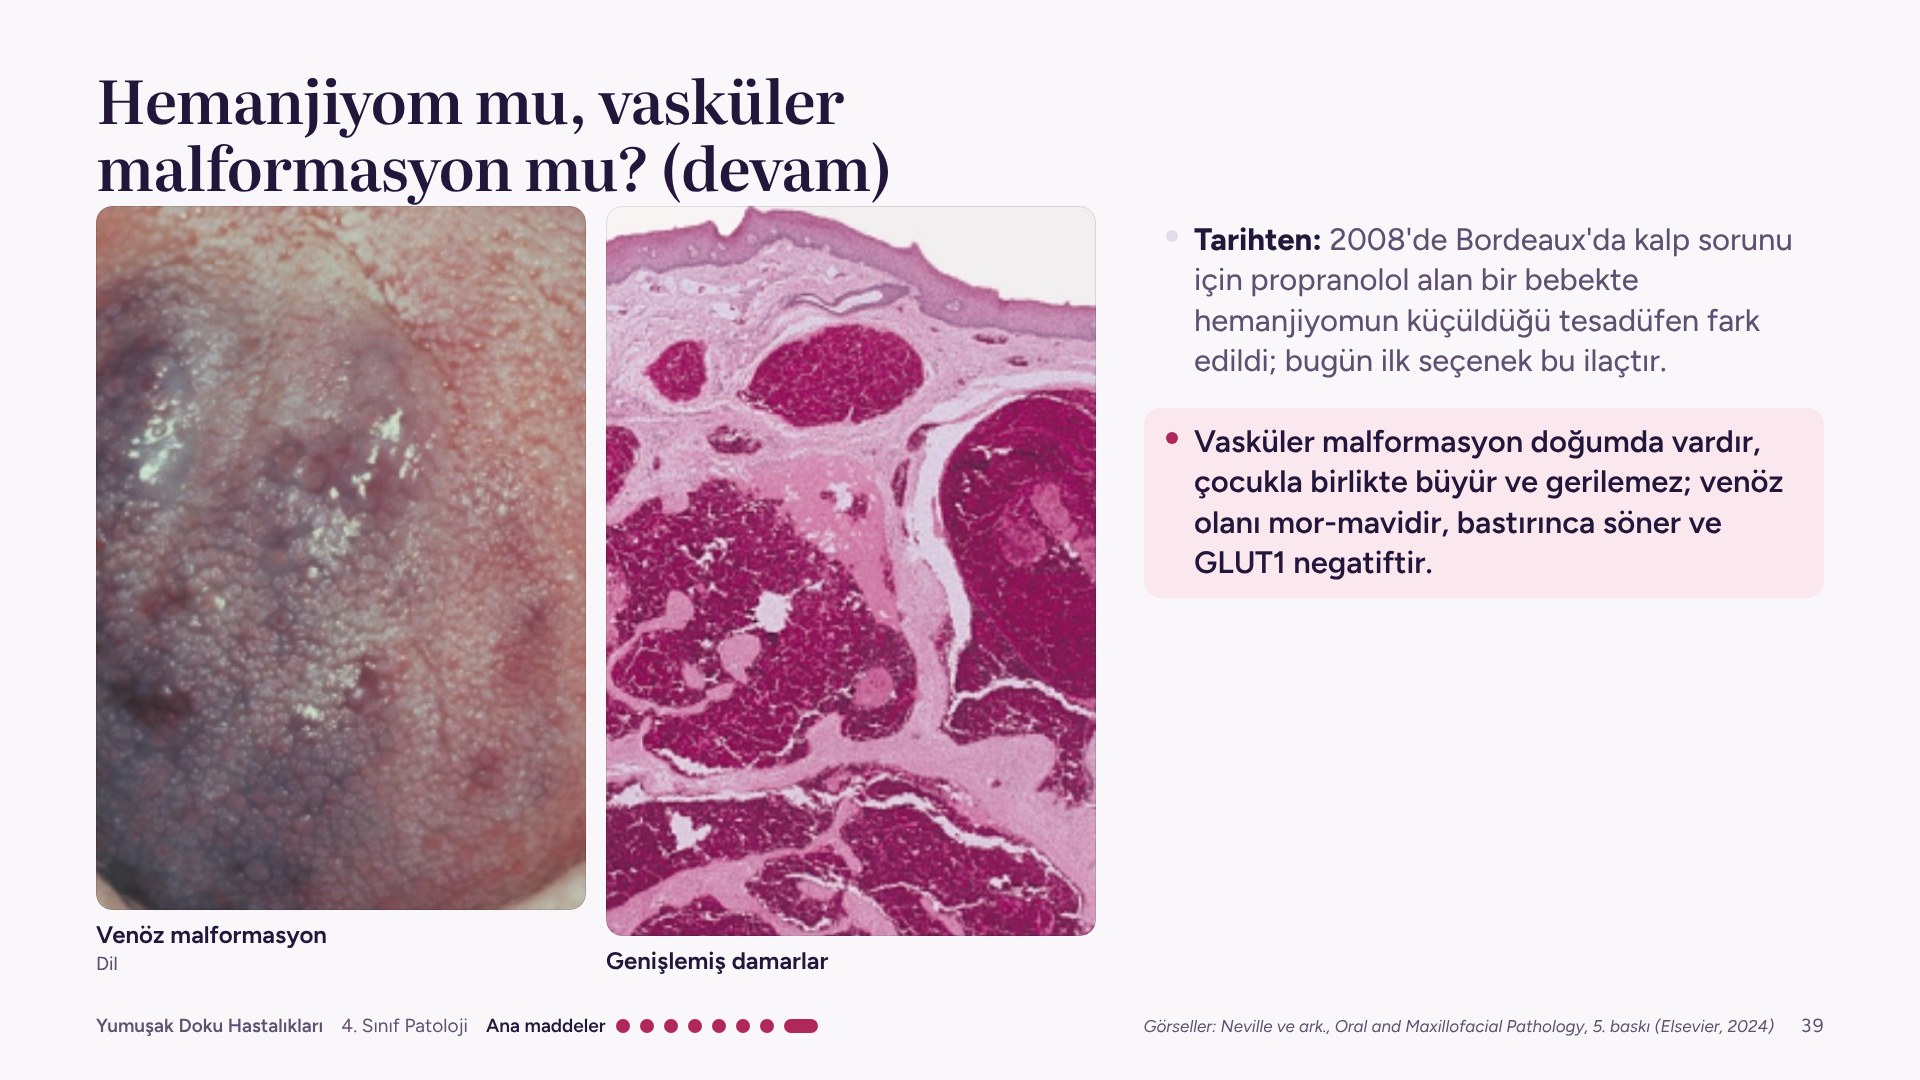 Hemanjiyom mu, vasküler
malformasyon mu? (devam)
Venöz malformasyon
Dil
Genişlemiş damarlar
Tarihten: 2008'de Bordeaux'da kalp sorunu
için propranolol alan bir bebekte
hemanjiyomun küçüldüğü tesadüfen fark
edildi; bugün ilk seçenek bu ilaçtır.
Vasküler malformasyon doğumda vardır,
çocukla birlikte büyür ve gerilemez; venöz
olanı mor-mavidir, bastırınca söner ve
GLUT1 negatiftir.
Yumuşak Doku Hastalıkları 4. Sınıf Patoloji Ana maddeler
Görseller: Neville ve ark., Oral and Maxillofacial Pathology, 5. baskı (Elsevier, 2024) 39